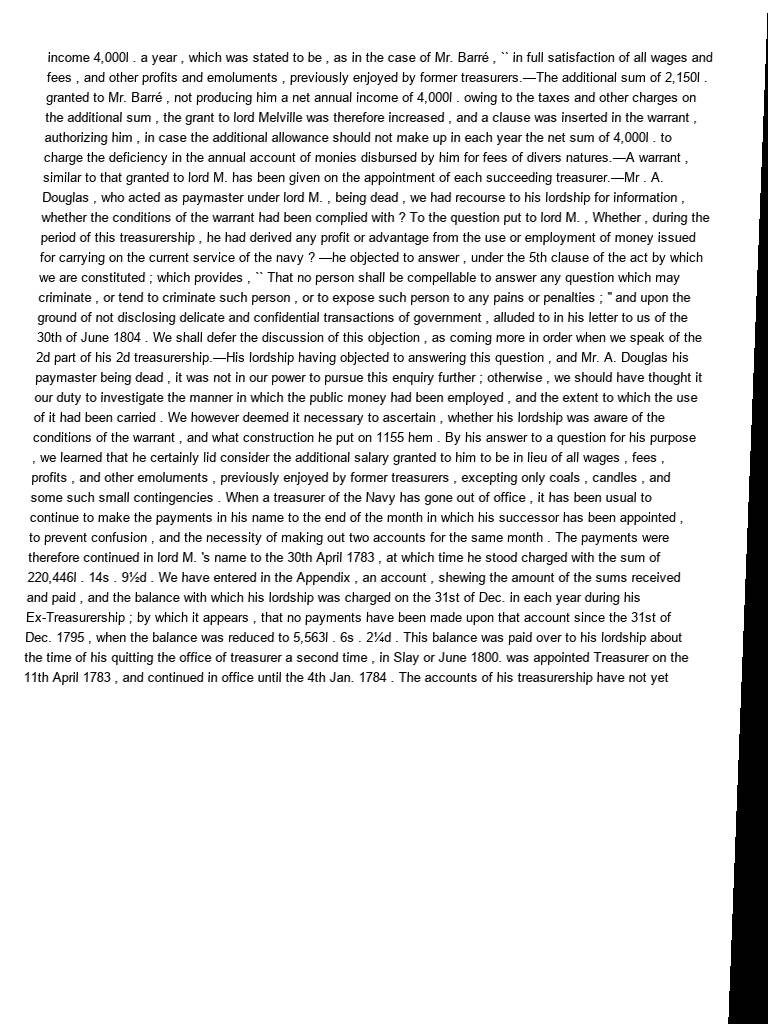 income 4,000l . a year , which was stated to be , as in the case of Mr. Barré , `` in full satisfaction of all wages and
fees , and other profits and emoluments , previously enjoyed by former treasurers.—The additional sum of 2,150l .
granted to Mr. Barré , not producing him a net annual income of 4,000l . owing to the taxes and other charges on
the additional sum , the grant to lord Melville was therefore increased , and a clause was inserted in the warrant ,
authorizing him , in case the additional allowance should not make up in each year the net sum of 4,000l . to
charge the deficiency in the annual account of monies disbursed by him for fees of divers natures.—A warrant ,
similar to that granted to lord M. has been given on the appointment of each succeeding treasurer.—Mr . A.
Douglas , who acted as paymaster under lord M. , being dead , we had recourse to his lordship for information ,
whether the conditions of the warrant had been complied with ? To the question put to lord M. , Whether , during the
period of this treasurership , he had derived any profit or advantage from the use or employment of money issued
for carrying on the current service of the navy ? —he objected to answer , under the 5th clause of the act by which
we are constituted ; which provides , `` That no person shall be compellable to answer any question which may
criminate , or tend to criminate such person , or to expose such person to any pains or penalties ; '' and upon the
ground of not disclosing delicate and confidential transactions of government , alluded to in his letter to us of the
30th of June 1804 . We shall defer the discussion of this objection , as coming more in order when we speak of the
2d part of his 2d treasurership.—His lordship having objected to answering this question , and Mr. A. Douglas his
paymaster being dead , it was not in our power to pursue this enquiry further ; otherwise , we should have thought it
our duty to investigate the manner in which the public money had been employed , and the extent to which the use
of it had been carried . We however deemed it necessary to ascertain , whether his lordship was aware of the
conditions of the warrant , and what construction he put on 1155 hem . By his answer to a question for his purpose
, we learned that he certainly lid consider the additional salary granted to him to be in lieu of all wages , fees ,
profits , and other emoluments , previously enjoyed by former treasurers , excepting only coals , candles , and
some such small contingencies . When a treasurer of the Navy has gone out of office , it has been usual to
continue to make the payments in his name to the end of the month in which his successor has been appointed ,
to prevent confusion , and the necessity of making out two accounts for the same month . The payments were
therefore continued in lord M. 's name to the 30th April 1783 , at which time he stood charged with the sum of
220,446l . 14s . 9½d . We have entered in the Appendix , an account , shewing the amount of the sums received
and paid , and the balance with which his lordship was charged on the 31st of Dec. in each year during his
Ex-Treasurership ; by which it appears , that no payments have been made upon that account since the 31st of
Dec. 1795 , when the balance was reduced to 5,563l . 6s . 2¼d . This balance was paid over to his lordship about
the time of his quitting the office of treasurer a second time , in Slay or June 1800. was appointed Treasurer on the
11th April 1783 , and continued in office until the 4th Jan. 1784 . The accounts of his treasurership have not yet